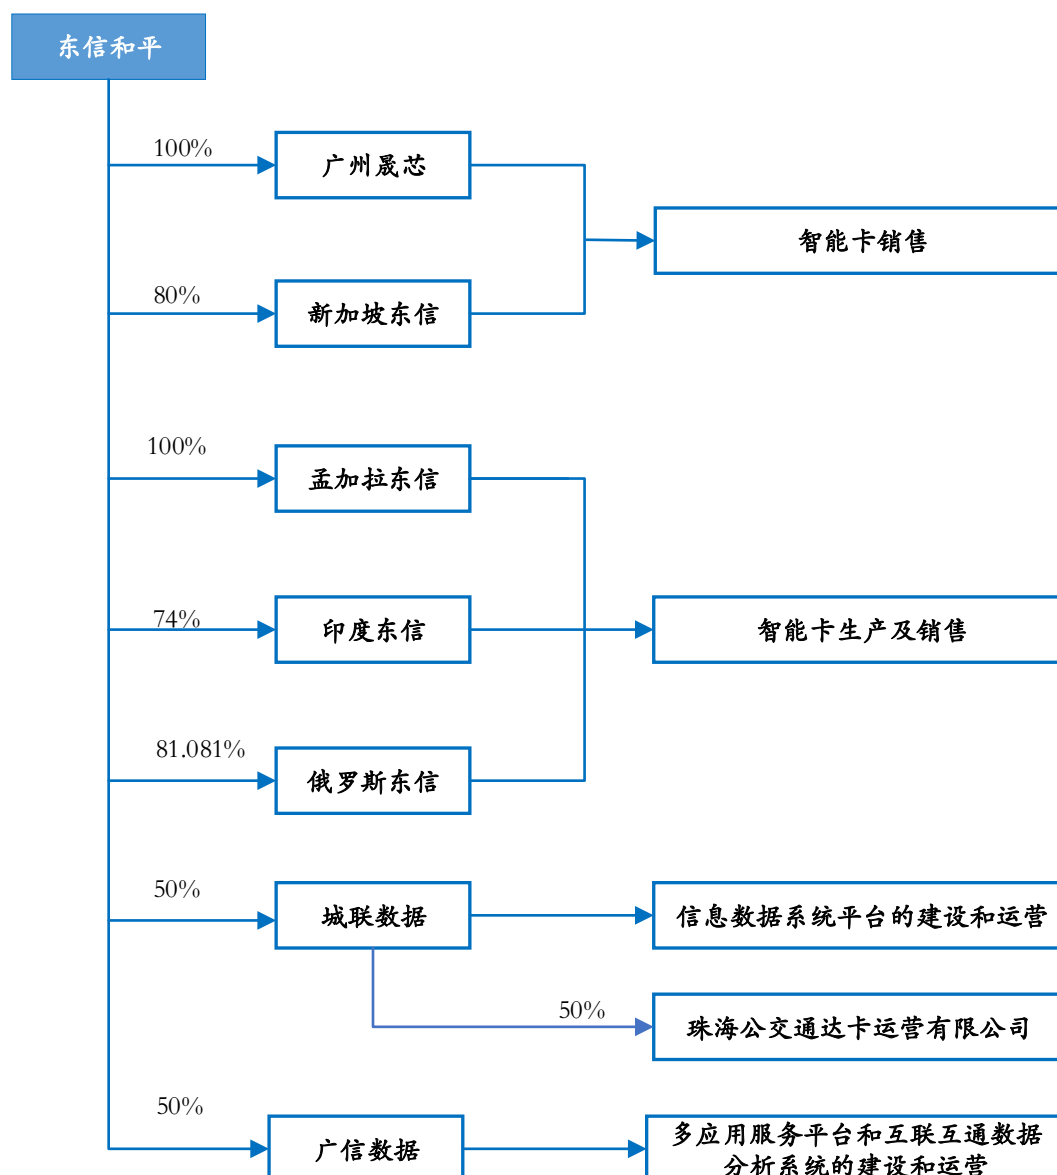 东信和平
100%
广州晟芯
智能卡销售
80%
新加坡东信
100%
孟加拉东信
74%
印度东信
智能卡生产及销售
81.081%
俄罗斯东信
50%
城联数据
信息数据系统平台的建设和运营
50%
珠海公交通达卡运营有限公司
50%
广信数据
多应用服务平台和互联互通数据
分析系统的建设和运营